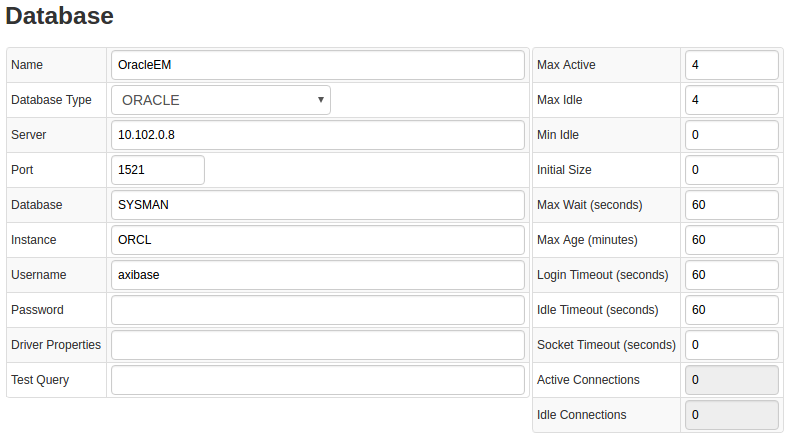 Database
Name OracleEM
Database Type ORACLE
Server 10.102.0.8
Port 1521
Database SYSMAN
Instance ORCL
Username axibase
Password
Driver Properties
Test Query
Max Active 4
Max Idle 4
Min Idle 0
Initial Size 0
Max Wait (seconds) 60
Max Age (minutes) 60
Login Timeout (seconds) 60
Idle Timeout (seconds) 60
Socket Timeout (seconds) 0
Active Connections 0
Idle Connections 0